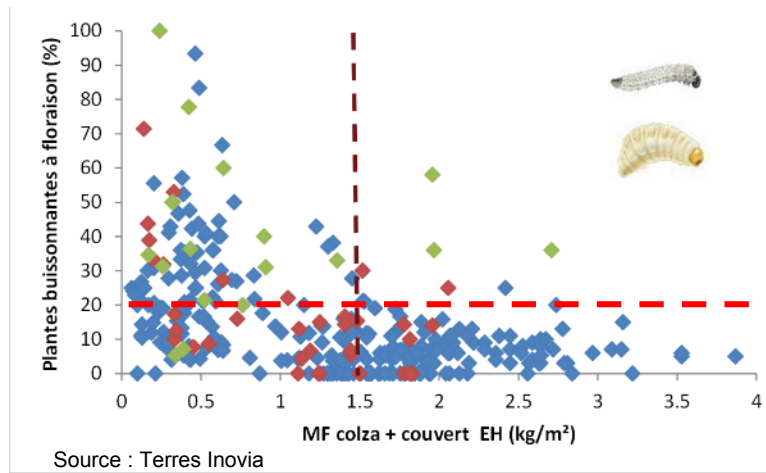 Plantes buissonnantes à floraison (%)
100
90
80
70
60
50
40
30
20
10
0
0 0.5 1 1.5 2 2.5 3 3.5 4
MF colza + couvert EH (kg/m²)
Source : Terres Inovia